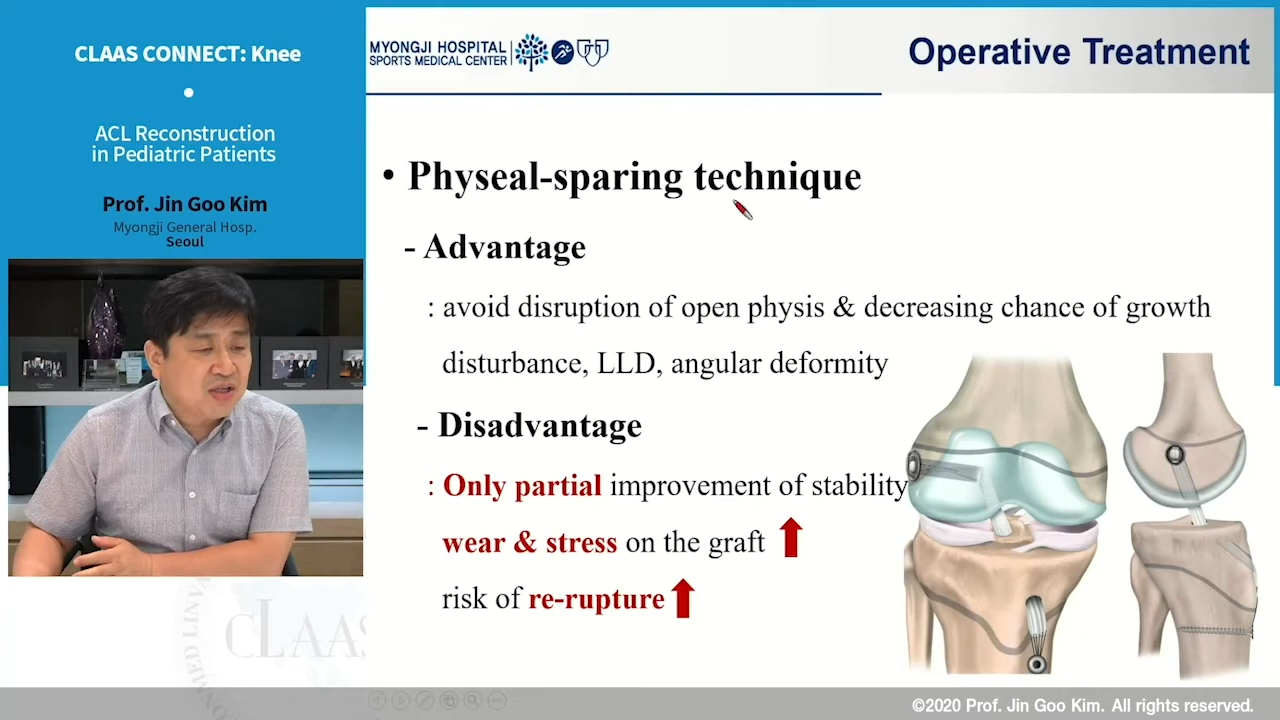 CLAAS CONNECT: Knee
ACL Reconstruction
in Pediatric Patients
Prof. Jin Goo Kim
Myongji General Hosp.
Seoul
MYONGJI HOSPITAL
SPORTS MEDICAL CENTER
Operative Treatment
• Physeal-sparing technique
- Advantage
: avoid disruption of open physis & decreasing chance of growth
disturbance, LLD, angular deformity
- Disadvantage
: Only partial improvement of stability
wear & stress on the graft
risk of re-rupture
CLAAS
©2020 Prof. Jin Goo Kim. All rights reserved.